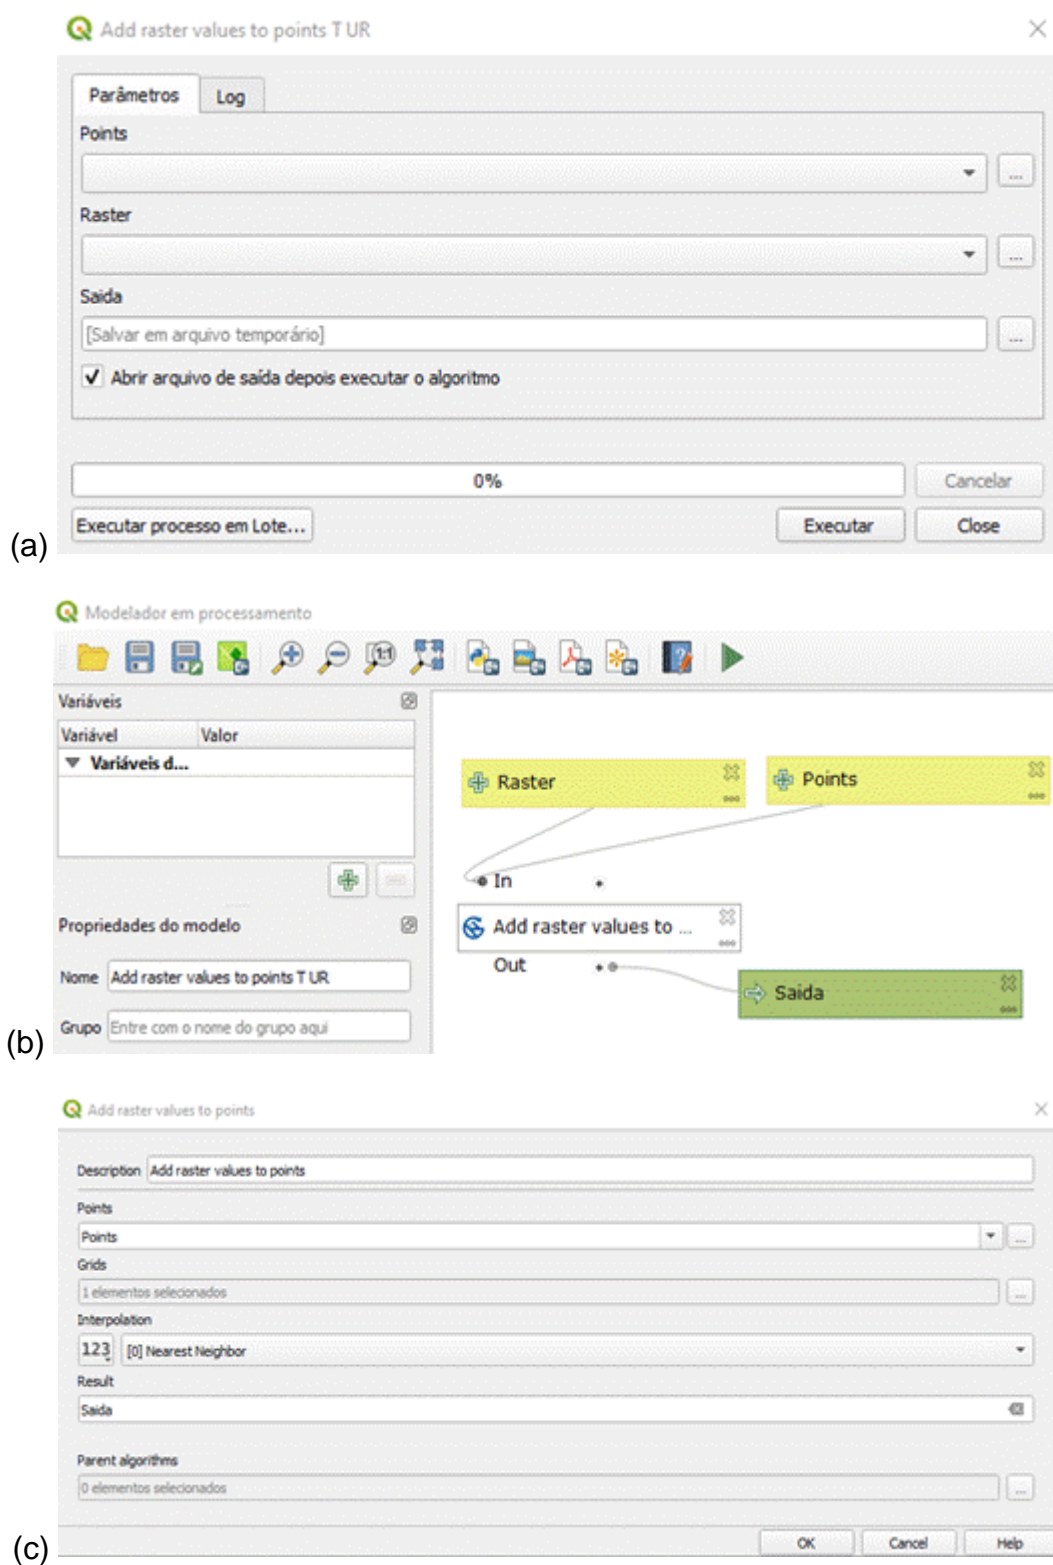 Add raster values to points T UR
Parâmetros Log
Points
...
Raster
...
Saida
[Salvar em arquivo temporário]
...
Abrir arquivo de saída depois executar o algoritmo
0% Cancelar
(a) Executar processo em Lote... Executar Close
Modelador em processamento
1:1
Variáveis
Variável Valor
Variáveis d...
Raster Points
In
Propriedades do modelo
Add raster values to ...
Nome Add raster values to points T UR
Out
Saida
(b) Grupo Entre com o nome do grupo aqui
Add raster values to points
Description Add raster values to points
Points
Points ...
Grids
1 elementos selecionados ...
Interpolation
123 [0] Nearest Neighbor
Result
Saida
Parent algorithms
0 elementos selecionados ...
(c) OK Cancel Help